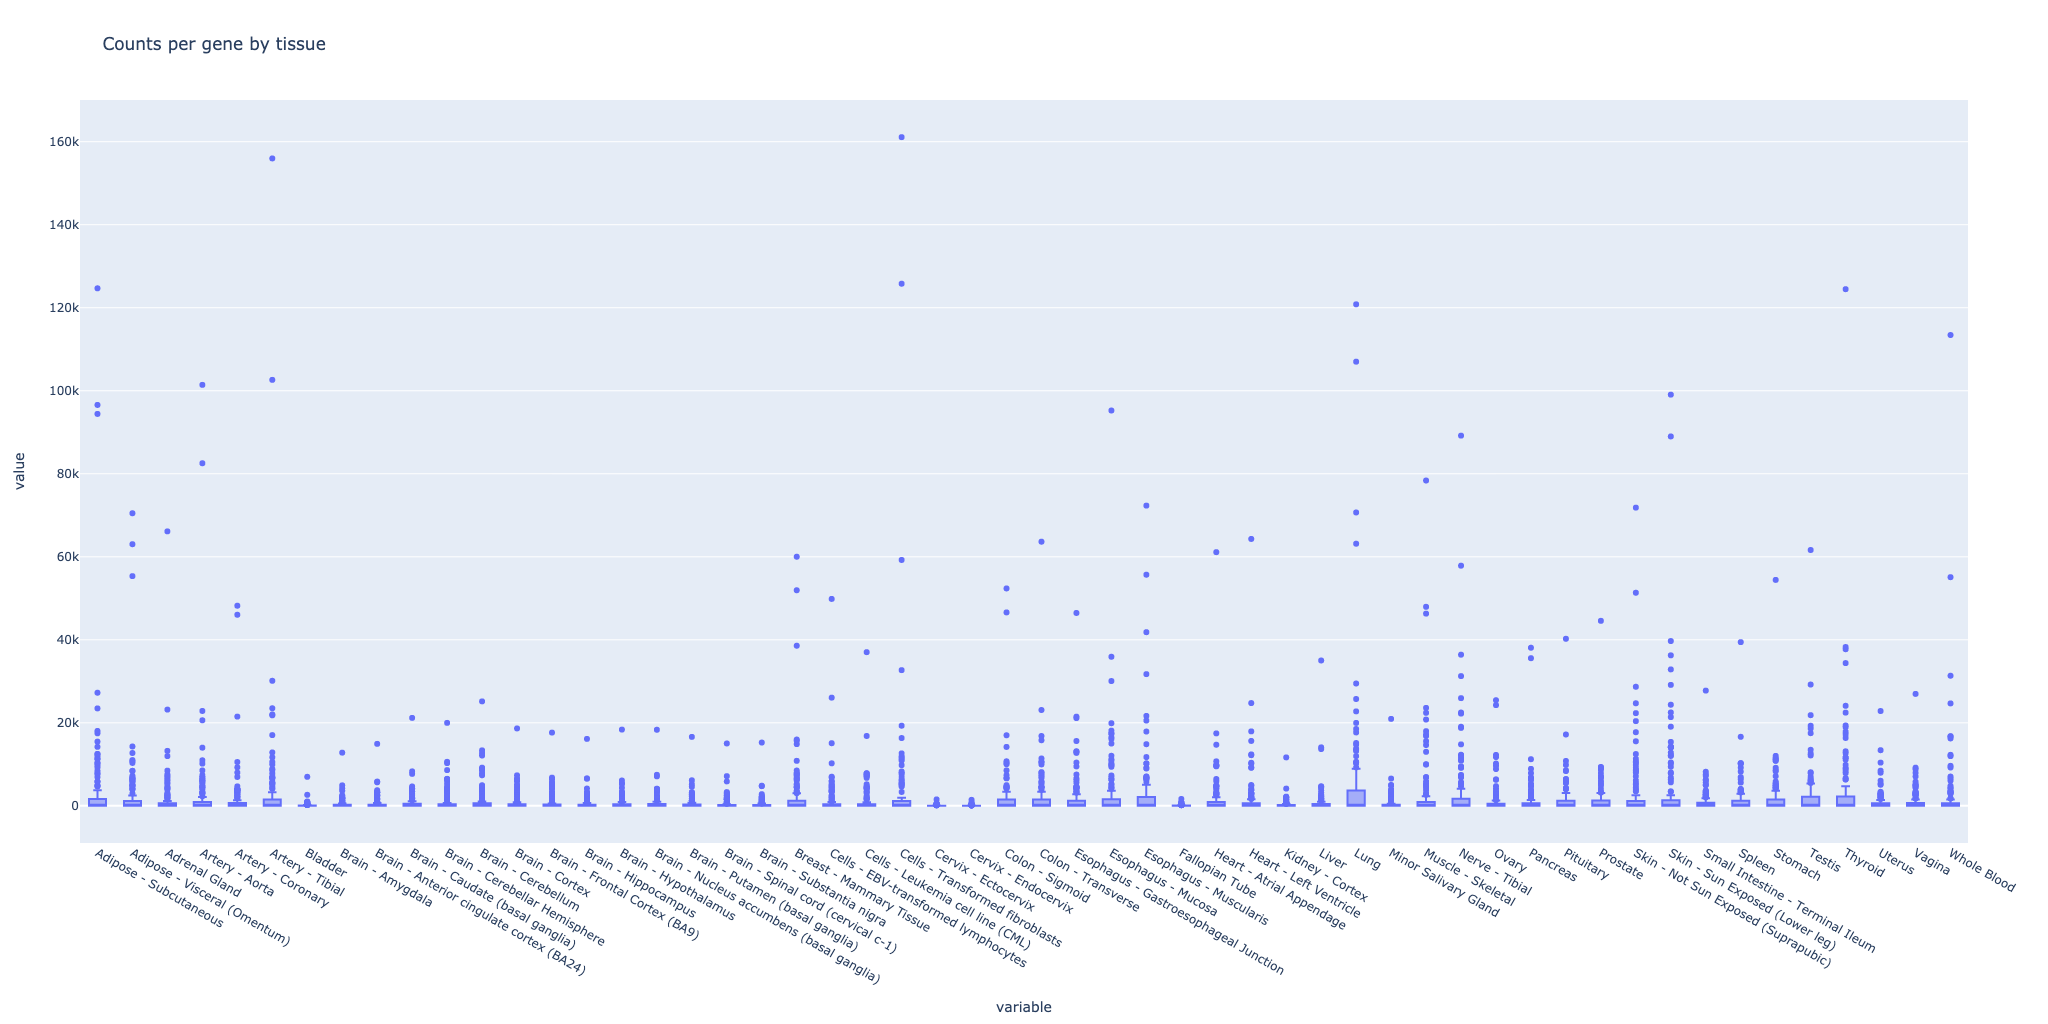 Counts per gene by tissue
160k
140k
120k
100k
80k
60k
40k
20k
0
value
Adipose - Subcutaneous
Adipose - Visceral (Omentum)
Adrenal Gland
Artery - Aorta
Artery - Coronary
Artery - Tibial
Bladder
Brain - Amygdala
Brain - Anterior cingulate cortex (BA24)
Brain - Caudate (basal ganglia)
Brain - Cerebellar Hemisphere
Brain - Cerebellum
Brain - Cortex
Brain - Frontal Cortex (BA9)
Brain - Hippocampus
Brain - Hypothalamus
Brain - Nucleus accumbens (basal ganglia)
Brain - Putamen (basal ganglia)
Brain - Spinal cord (cervical c-1)
Brain - Substantia nigra
Breast - Mammary Tissue
Cells - EBV-transformed lymphocytes
Cells - Leukemia cell line (CML)
Cells - Transformed fibroblasts
Cervix - Ectocervix
Cervix - Endocervix
Colon - Sigmoid
Colon - Transverse
Esophagus - Gastroesophageal Junction
Esophagus - Mucosa
Esophagus - Muscularis
Fallopian Tube
Heart - Atrial Appendage
Heart - Left Ventricle
Kidney - Cortex
Liver
Lung
Minor Salivary Gland
Muscle - Skeletal
Nerve - Tibial
Ovary
Pancreas
Pituitary
Prostate
Skin - Not Sun Exposed (Suprapubic)
Skin - Sun Exposed (Lower leg)
Small Intestine - Terminal Ileum
Spleen
Stomach
Testis
Thyroid
Uterus
Vagina
Whole Blood
variable